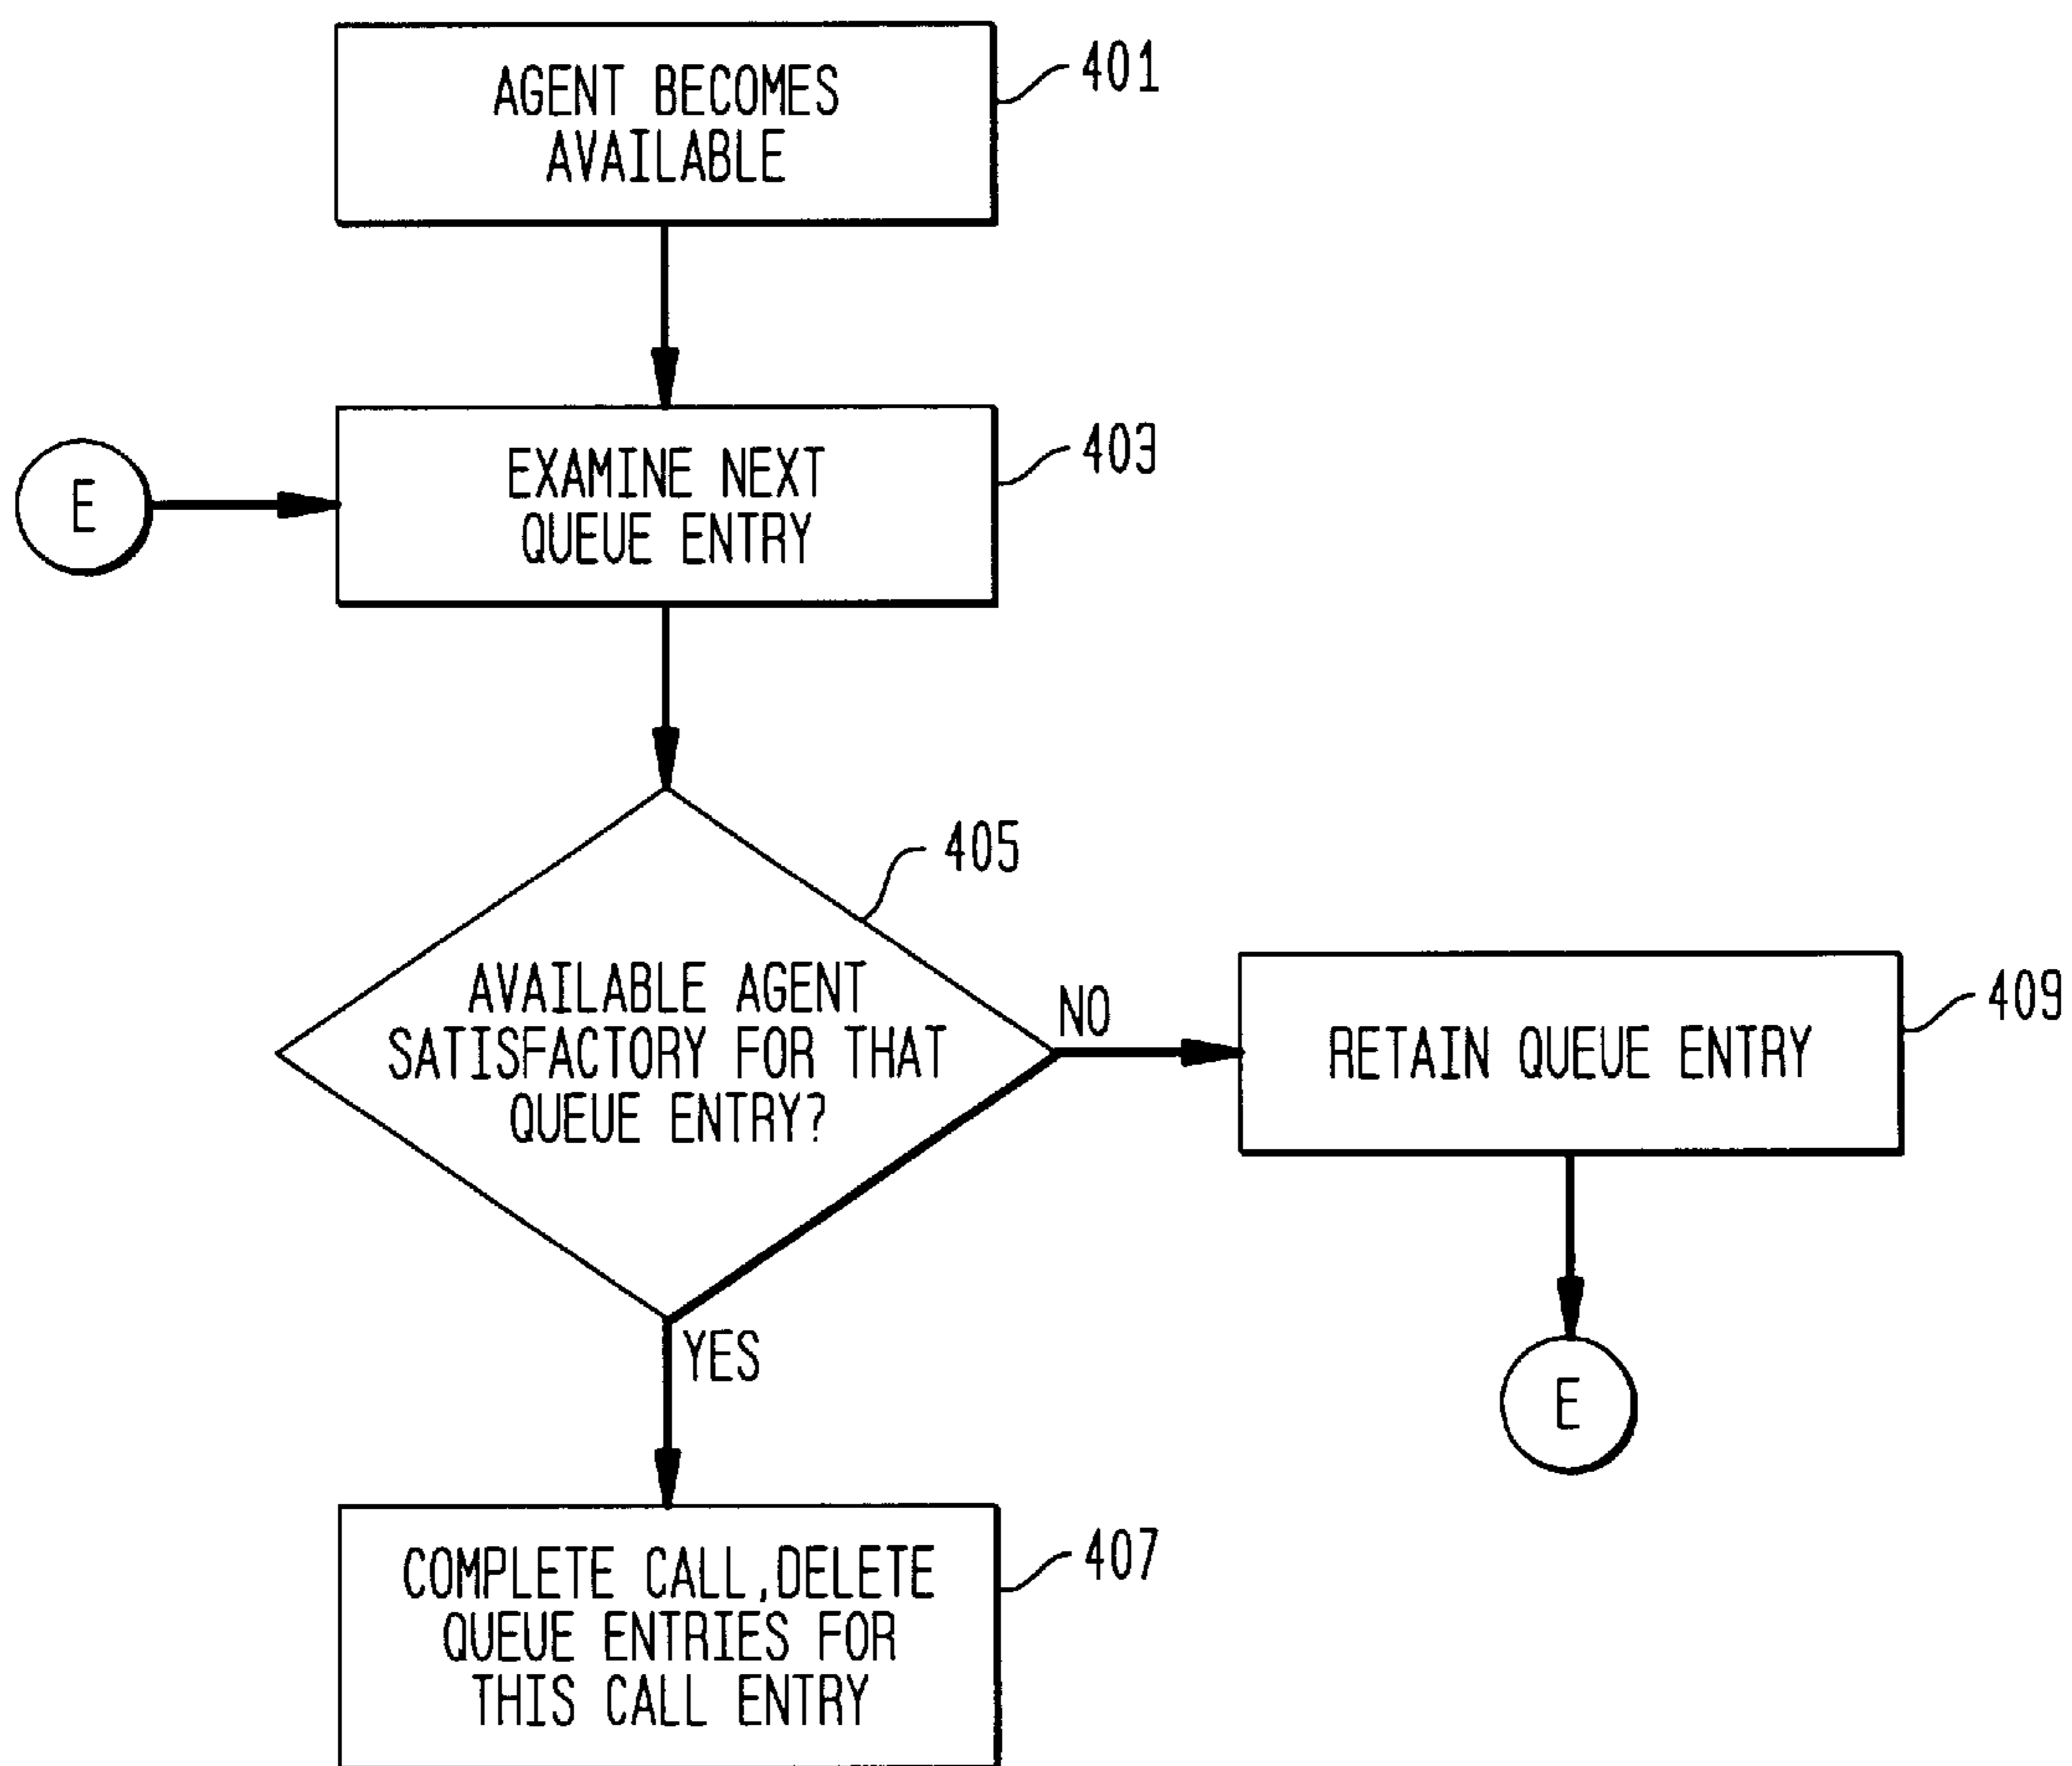 AGENT BECOMES
AVAILABLE
401
E
EXAMINE NEXT
QUEUE ENTRY
403
405
AVAILABLE AGENT
SATISFACTORY FOR THAT
QUEUE ENTRY?
NO
RETAIN QUEUE ENTRY
409
E
YES
COMPLETE CALL, DELETE
QUEUE ENTRIES FOR
THIS CALL ENTRY
407